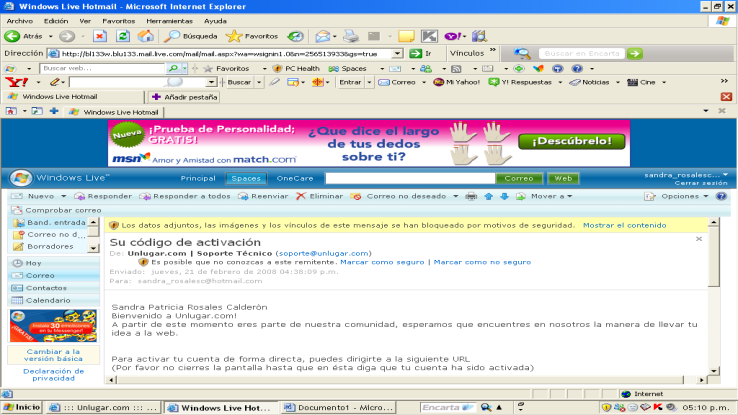 Windows Live Hotmail - Microsoft Internet Explorer
Archivo Edición Ver Favoritos Herramientas Ayuda
Atrás Búsqueda Favoritos
Dirección http://bl133w.blu133.mail.live.com/mail/mail.aspx?wa=wsignin1.0&n=256513933&gs=true Ir Vínculos » Buscar en Encarta
Buscar web... Favoritos PC Health Spaces
Y! Buscar Entrar Correo Mi Yahoo! Y! Respuestas Noticias Cine »
Windows Live Hotmail Añadir pestaña
Windows Live Hotmail
Nuevo ¡Prueba de Personalidad; GRATIS!
msn Amor y Amistad con match.com
¿Que dice el largo de tus dedos sobre ti?
¡Descúbrelo!
Windows Live™ Principal Spaces OneCare Correo Web sandra_rosalesc...
Cerrar sesión
Nuevo Responder Responder a todos Reenviar Eliminar Correo no deseado Mover a Opciones
Comprobar correo
Band. entrada
Correo no d...
Borradores
Hoy
Correo
Contactos
Calendario
Cambiar a la versión básica
Declaración de privacidad
Los datos adjuntos, las imágenes y los vínculos de este mensaje se han bloqueado por motivos de seguridad. Mostrar el contenido
Su código de activación
De: Unlugar.com | Soporte Técnico (soporte@unlugar.com)
Es posible que no conozcas a este remitente. Marcar como seguro | Marcar como no seguro
Enviado: jueves, 21 de febrero de 2008 04:38:09 p.m.
Para: sandra_rosalesc@hotmail.com
Sandra Patricia Rosales Calderón
Bienvenido a Unlugar.com!
A partir de este momento eres parte de nuestra comunidad, esperamos que encuentres en nosotros la manera de llevar tu
idea a la web.
Para activar tu cuenta de forma directa, puedes dirigirte a la siguiente URL
(Por favor no cierres la pantalla hasta que en ésta diga que tu cuenta ha sido activada)
Internet
Inicio ::: Unlugar.com ::: ... Windows Live Hot... Documento1 - Micro... Encarta 05:10 p.m.